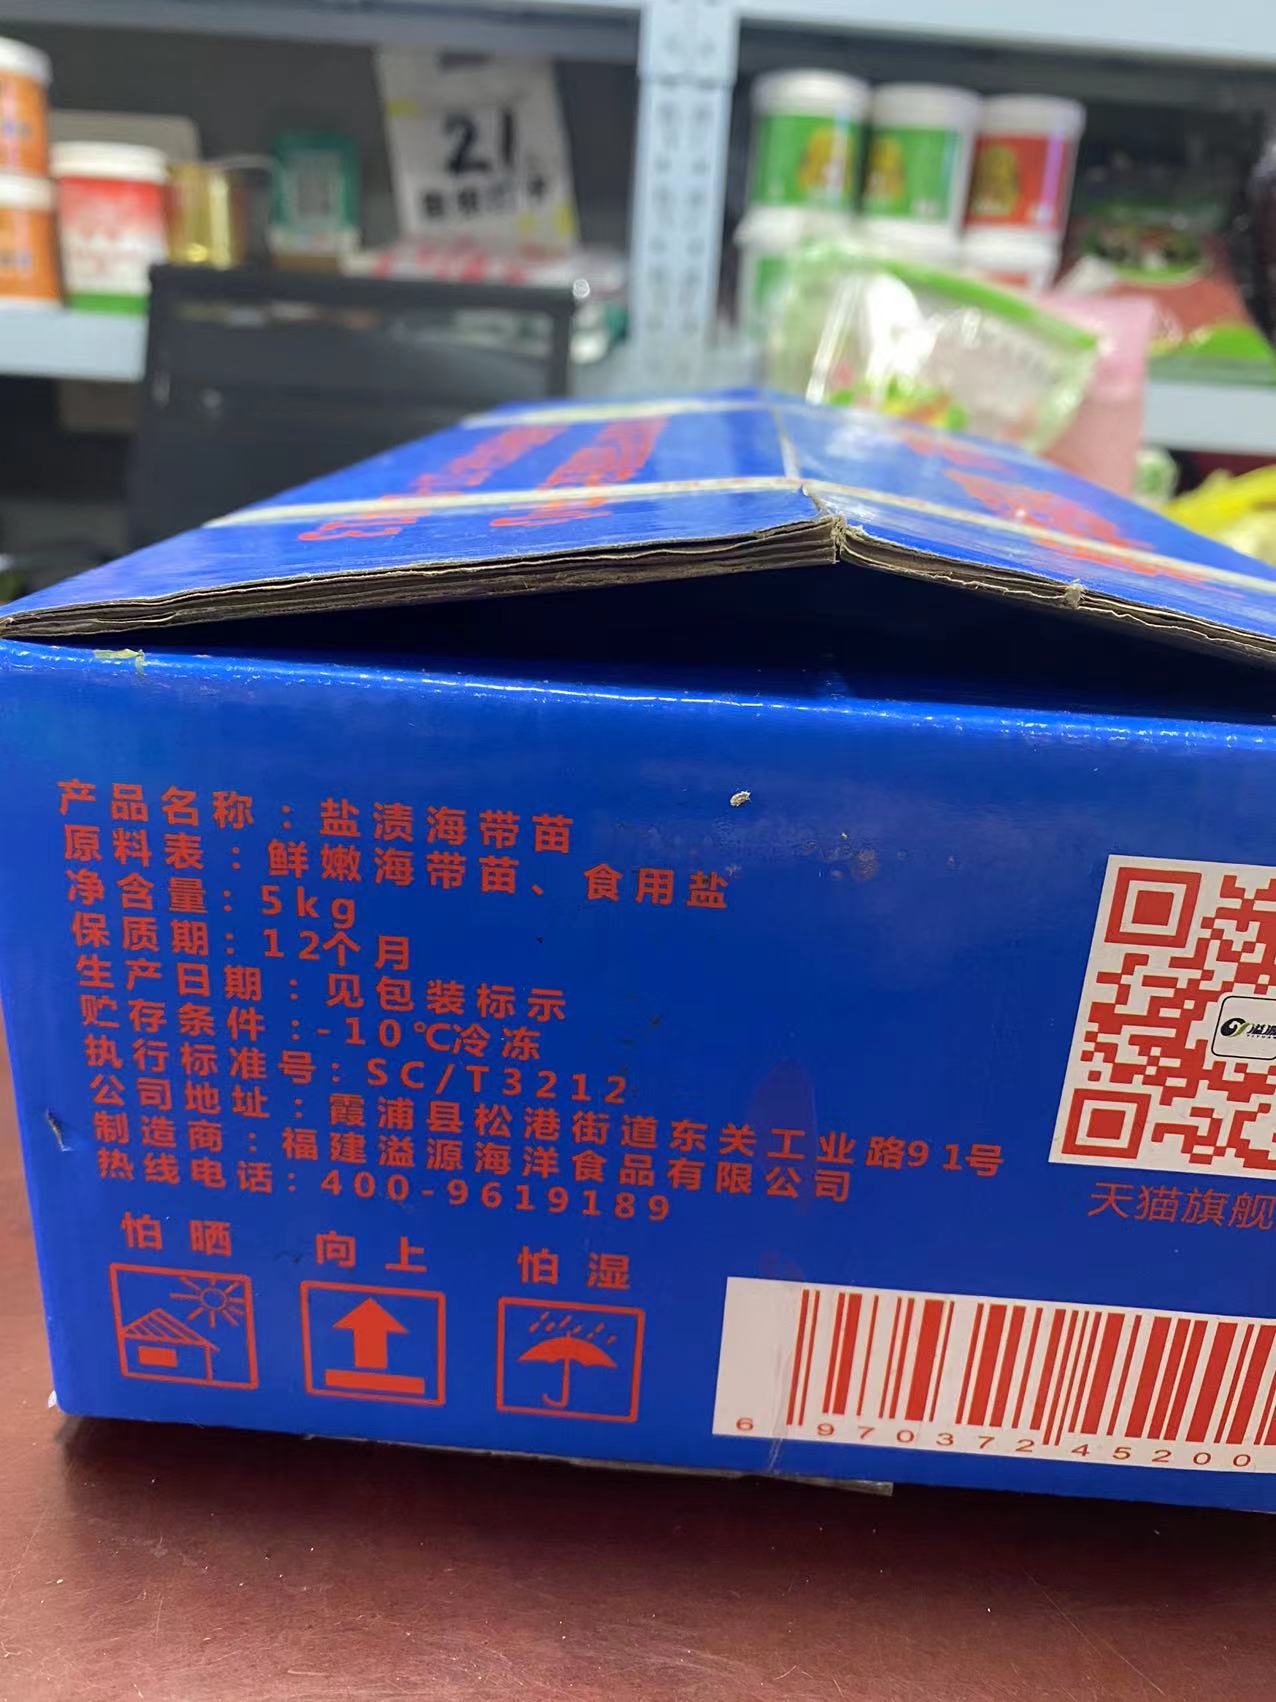 21
产品名称：盐渍海带苗
原料表：鲜嫩海带苗、食用盐
净含量：5kg
保质期：12个月
生产日期：见包装标示
贮存条件：-10℃冷冻
执行标准号：SC/T3212
公司地址：霞浦县松港街道东关工业路91号
制造商：福建溢源海洋食品有限公司
热线电话：400-9619189
怕晒 向上 怕湿
溢源
天猫旗舰
6 970372 45200